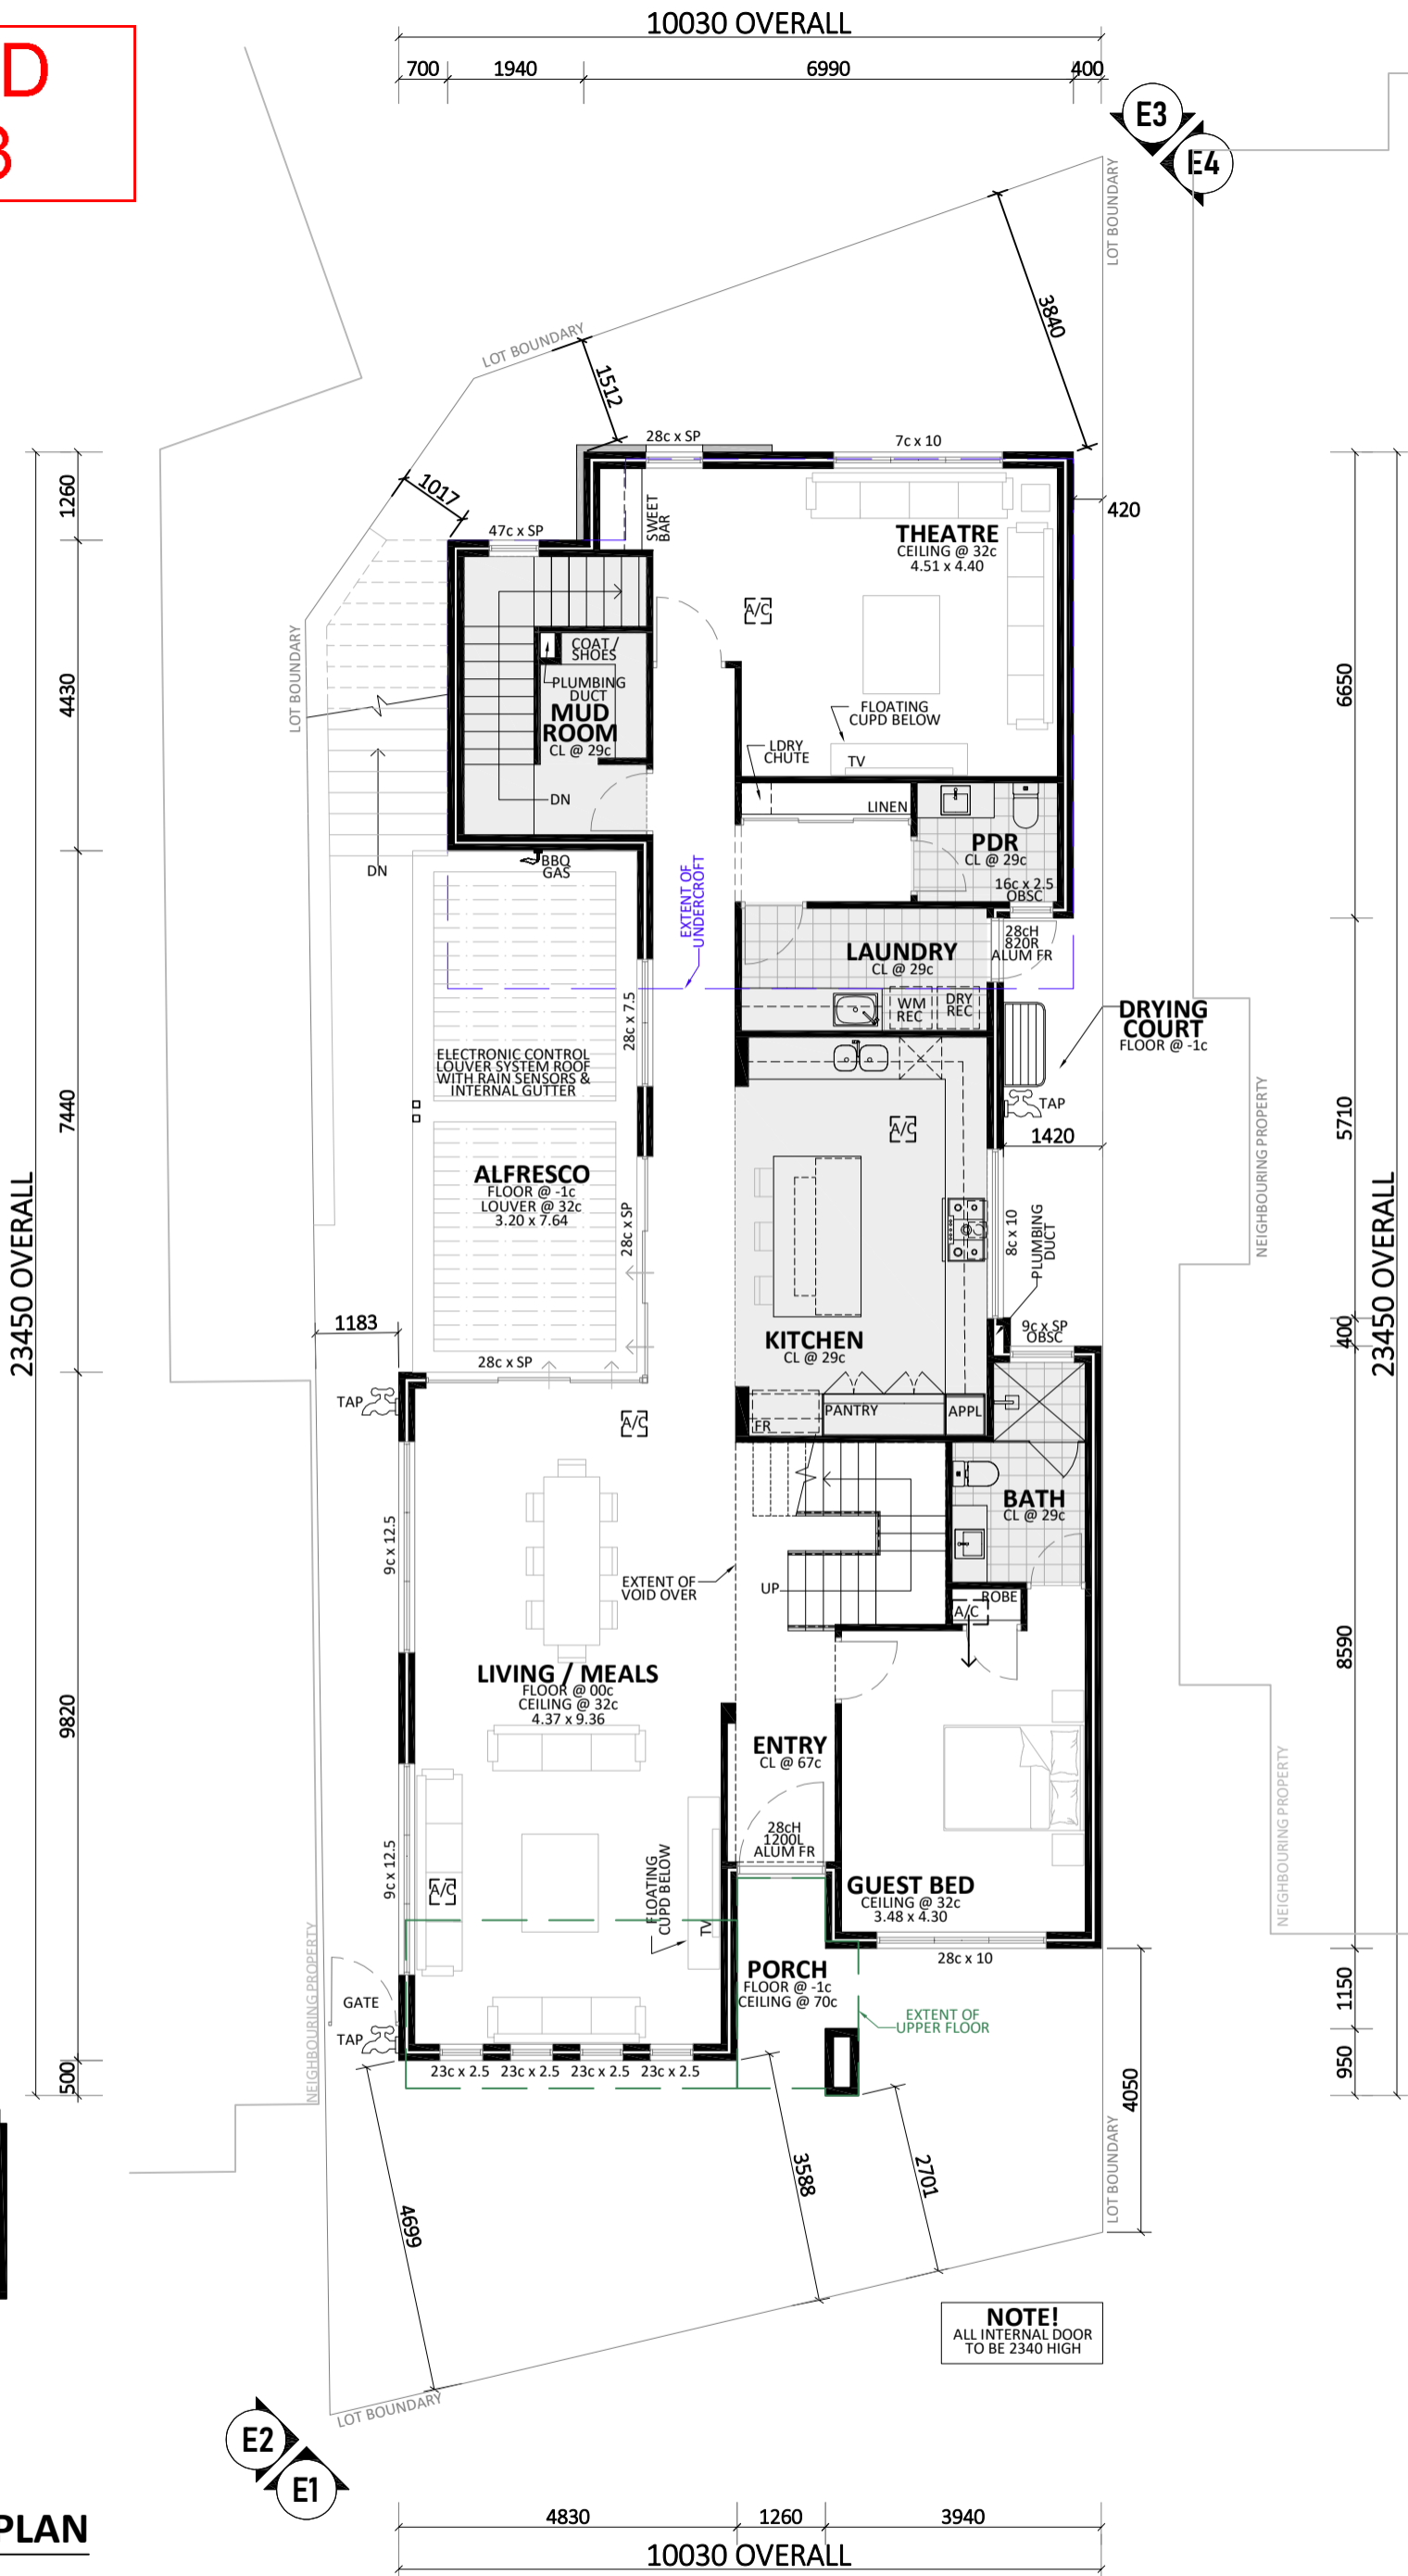 10030 OVERALL
700
1940
6990
400
D
E3
E4
LOT BOUNDARY
3840
LOT BOUNDARY
1512
1017
28c x SP
7c x 10
420
47c x SP
SWEET
BAR
THEATRE
CEILING @ 32c
4.51 x 4.40
A/C
1260
4430
7440
9820
500
23450 OVERALL
LOT BOUNDARY
COAT /
SHOES
PLUMBING
DUCT
MUD
ROOM
CL @ 29c
DN
DN
FLOATING
CUPD BELOW
TV
LDRY
CHUTE
LINEN
PDR
CL @ 29c
16c x 2.5
OBSC
BBQ
GAS
EXTENT OF
UNDERCROFT
28cH
820R
ALUM FR
LAUNDRY
CL @ 29c
WM
REC
DRY
REC
DRYING
COURT
FLOOR @ -1c
TAP
1420
28c x 7.5
ELECTRONIC CONTROL
LOUVER SYSTEM ROOF
WITH RAIN SENSORS &
INTERNAL GUTTER
ALFRESCO
FLOOR @ -1c
LOUVER @ 32c
3.20 x 7.64
28c x SP
28c x SP
A/C
8c x 10
PLUMBING
DUCT
KITCHEN
CL @ 29c
9c x SP
OBSC
FR
PANTRY
APPL
1183
TAP
A/C
BATH
CL @ 29c
9c x 12.5
EXTENT OF
VOID OVER
UP
ROBE
A/C
LIVING / MEALS
FLOOR @ 00c
CEILING @ 32c
4.37 x 9.36
ENTRY
CL @ 67c
28cH
1200L
ALUM FR
9c x 12.5
A/C
FLOATING
CUPD BELOW
TV
GUEST BED
CEILING @ 32c
3.48 x 4.30
28c x 10
PORCH
FLOOR @ -1c
CEILING @ 70c
EXTENT OF
UPPER FLOOR
GATE
TAP
23c x 2.5
23c x 2.5
23c x 2.5
23c x 2.5
NEIGHBOURING PROPERTY
NEIGHBOURING PROPERTY
NEIGHBOURING PROPERTY
6650
5710
400
8590
1150
950
23450 OVERALL
4050
LOT BOUNDARY
4699
3588
2701
NOTE!
ALL INTERNAL DOOR
TO BE 2340 HIGH
LOT BOUNDARY
E2
E1
PLAN
4830
1260
3940
10030 OVERALL